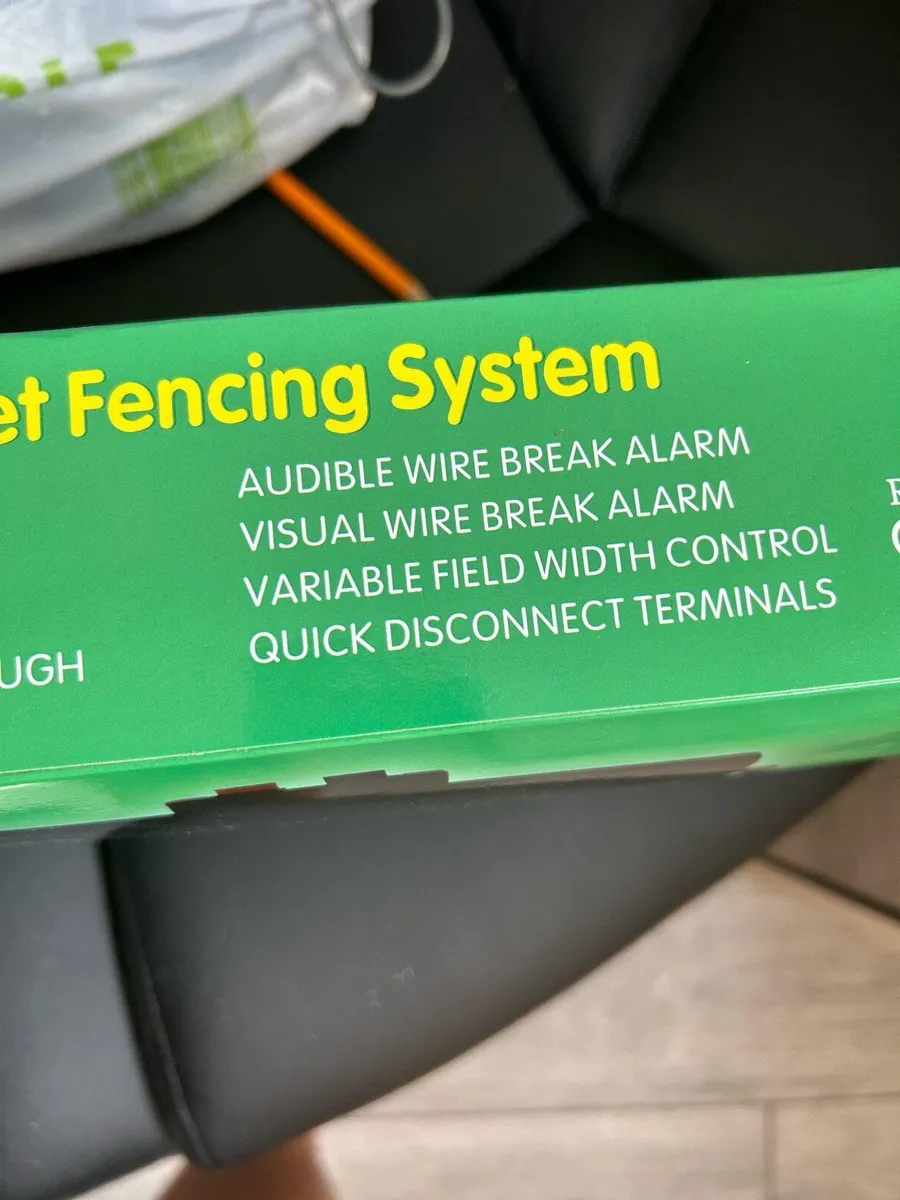 et Fencing System
AUDIBLE WIRE BREAK ALARM
VISUAL WIRE BREAK ALARM
VARIABLE FIELD WIDTH CONTROL
QUICK DISCONNECT TERMINALS
UGH